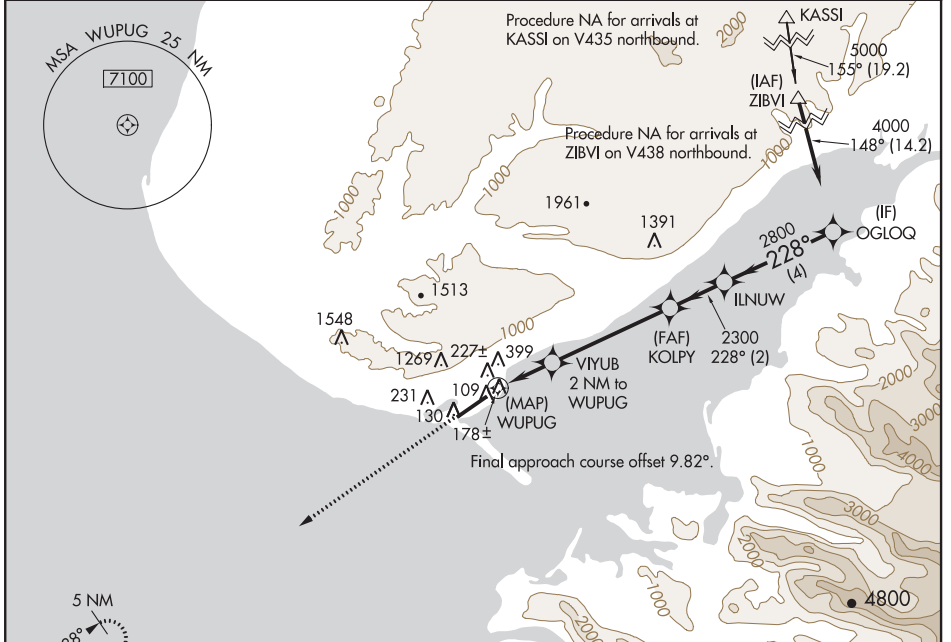 MSA WUPUG 25 NM
7100
Procedure NA for arrivals at
KASSI on V435 northbound.
KASSI
5000
155° (19.2)
(IAF)
ZIBVI
4000
148° (14.2)
Procedure NA for arrivals at
ZIBVI on V438 northbound.
2000
1000
1000
1000
1000
1961
1391
(IF)
OGLOQ
2800
228°
(4)
ILNUW
2300
228° (2)
(FAF)
KOLPY
1513
1548
1000
1269
227±
399
VIYUB
2 NM to
WUPUG
231
109
130
(MAP)
WUPUG
178±
Final approach course offset 9.82°.
2000
3000
4000
1000
3000
2000
1000
2000
4800
5 NM